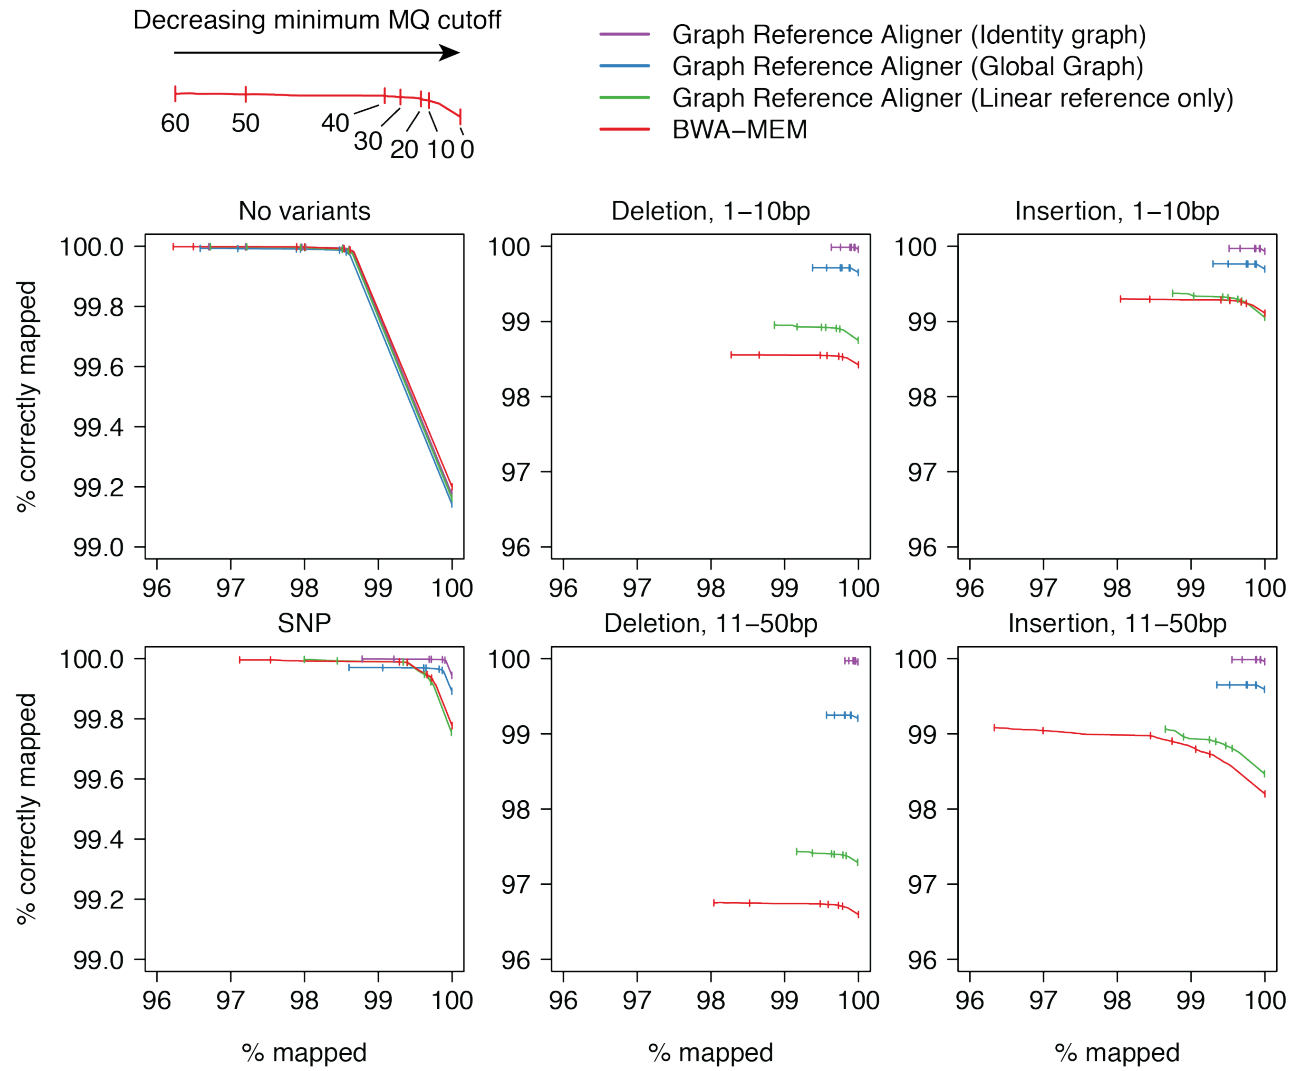 Decreasing minimum MQ cutoff
60 50 40 30 20 10 0
Graph Reference Aligner (Identity graph)
Graph Reference Aligner (Global Graph)
Graph Reference Aligner (Linear reference only)
BWA−MEM
No variants
% correctly mapped
100.0
99.8
99.6
99.4
99.2
99.0
96 97 98 99 100
Deletion, 1−10bp
100
99
98
97
96
96 97 98 99 100
Insertion, 1−10bp
100
99
98
97
96
96 97 98 99 100
SNP
% correctly mapped
100.0
99.8
99.6
99.4
99.2
99.0
96 97 98 99 100
% mapped
Deletion, 11−50bp
100
99
98
97
96
96 97 98 99 100
% mapped
Insertion, 11−50bp
100
99
98
97
96
96 97 98 99 100
% mapped